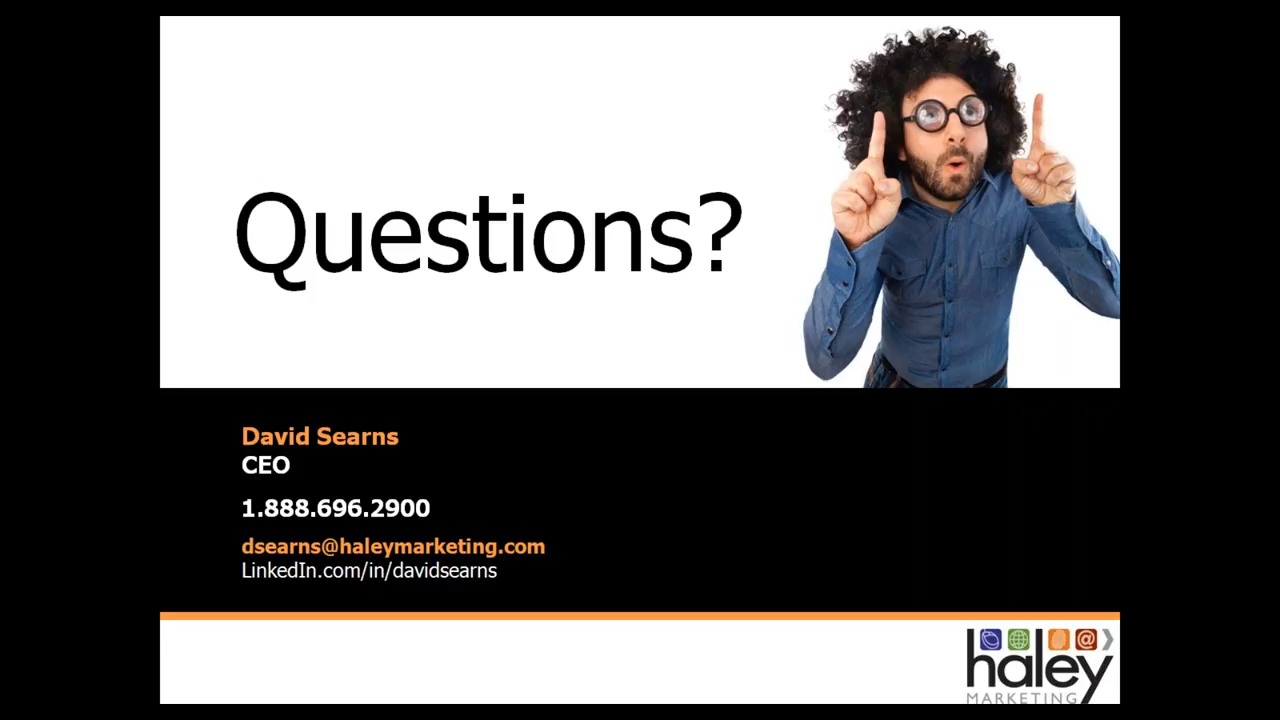 Questions?
David Searns
CEO
1.888.696.2900
dsearns@haleymarketing.com
LinkedIn.com/in/davidsearns
haley
MARKETING